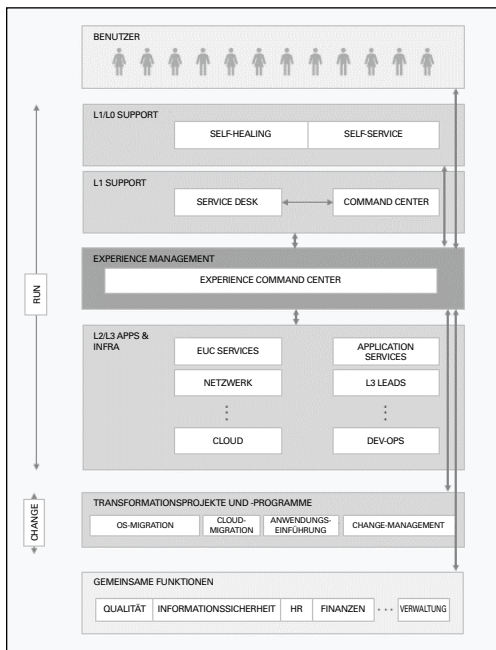 BENUTZER
L1/L0 SUPPORT
SELF-HEALING
SELF-SERVICE
L1 SUPPORT
SERVICE DESK
COMMAND CENTER
EXPERIENCE MANAGEMENT
EXPERIENCE COMMAND CENTER
RUN
L2/L3 APPS &
INFRA
EUC SERVICES
APPLICATION
SERVICES
NETZWERK
L3 LEADS
CLOUD
DEV-OPS
CHANGE
TRANSFORMATIONSPROJEKTE UND -PROGRAMME
OS-MIGRATION
CLOUD-
MIGRATION
ANWENDUNGS-
EINFÜHRUNG
CHANGE-MANAGEMENT
GEMEINSAME FUNKTIONEN
QUALITÄT
INFORMATIONSSICHERHEIT
HR
FINANZEN
VERWALTUNG